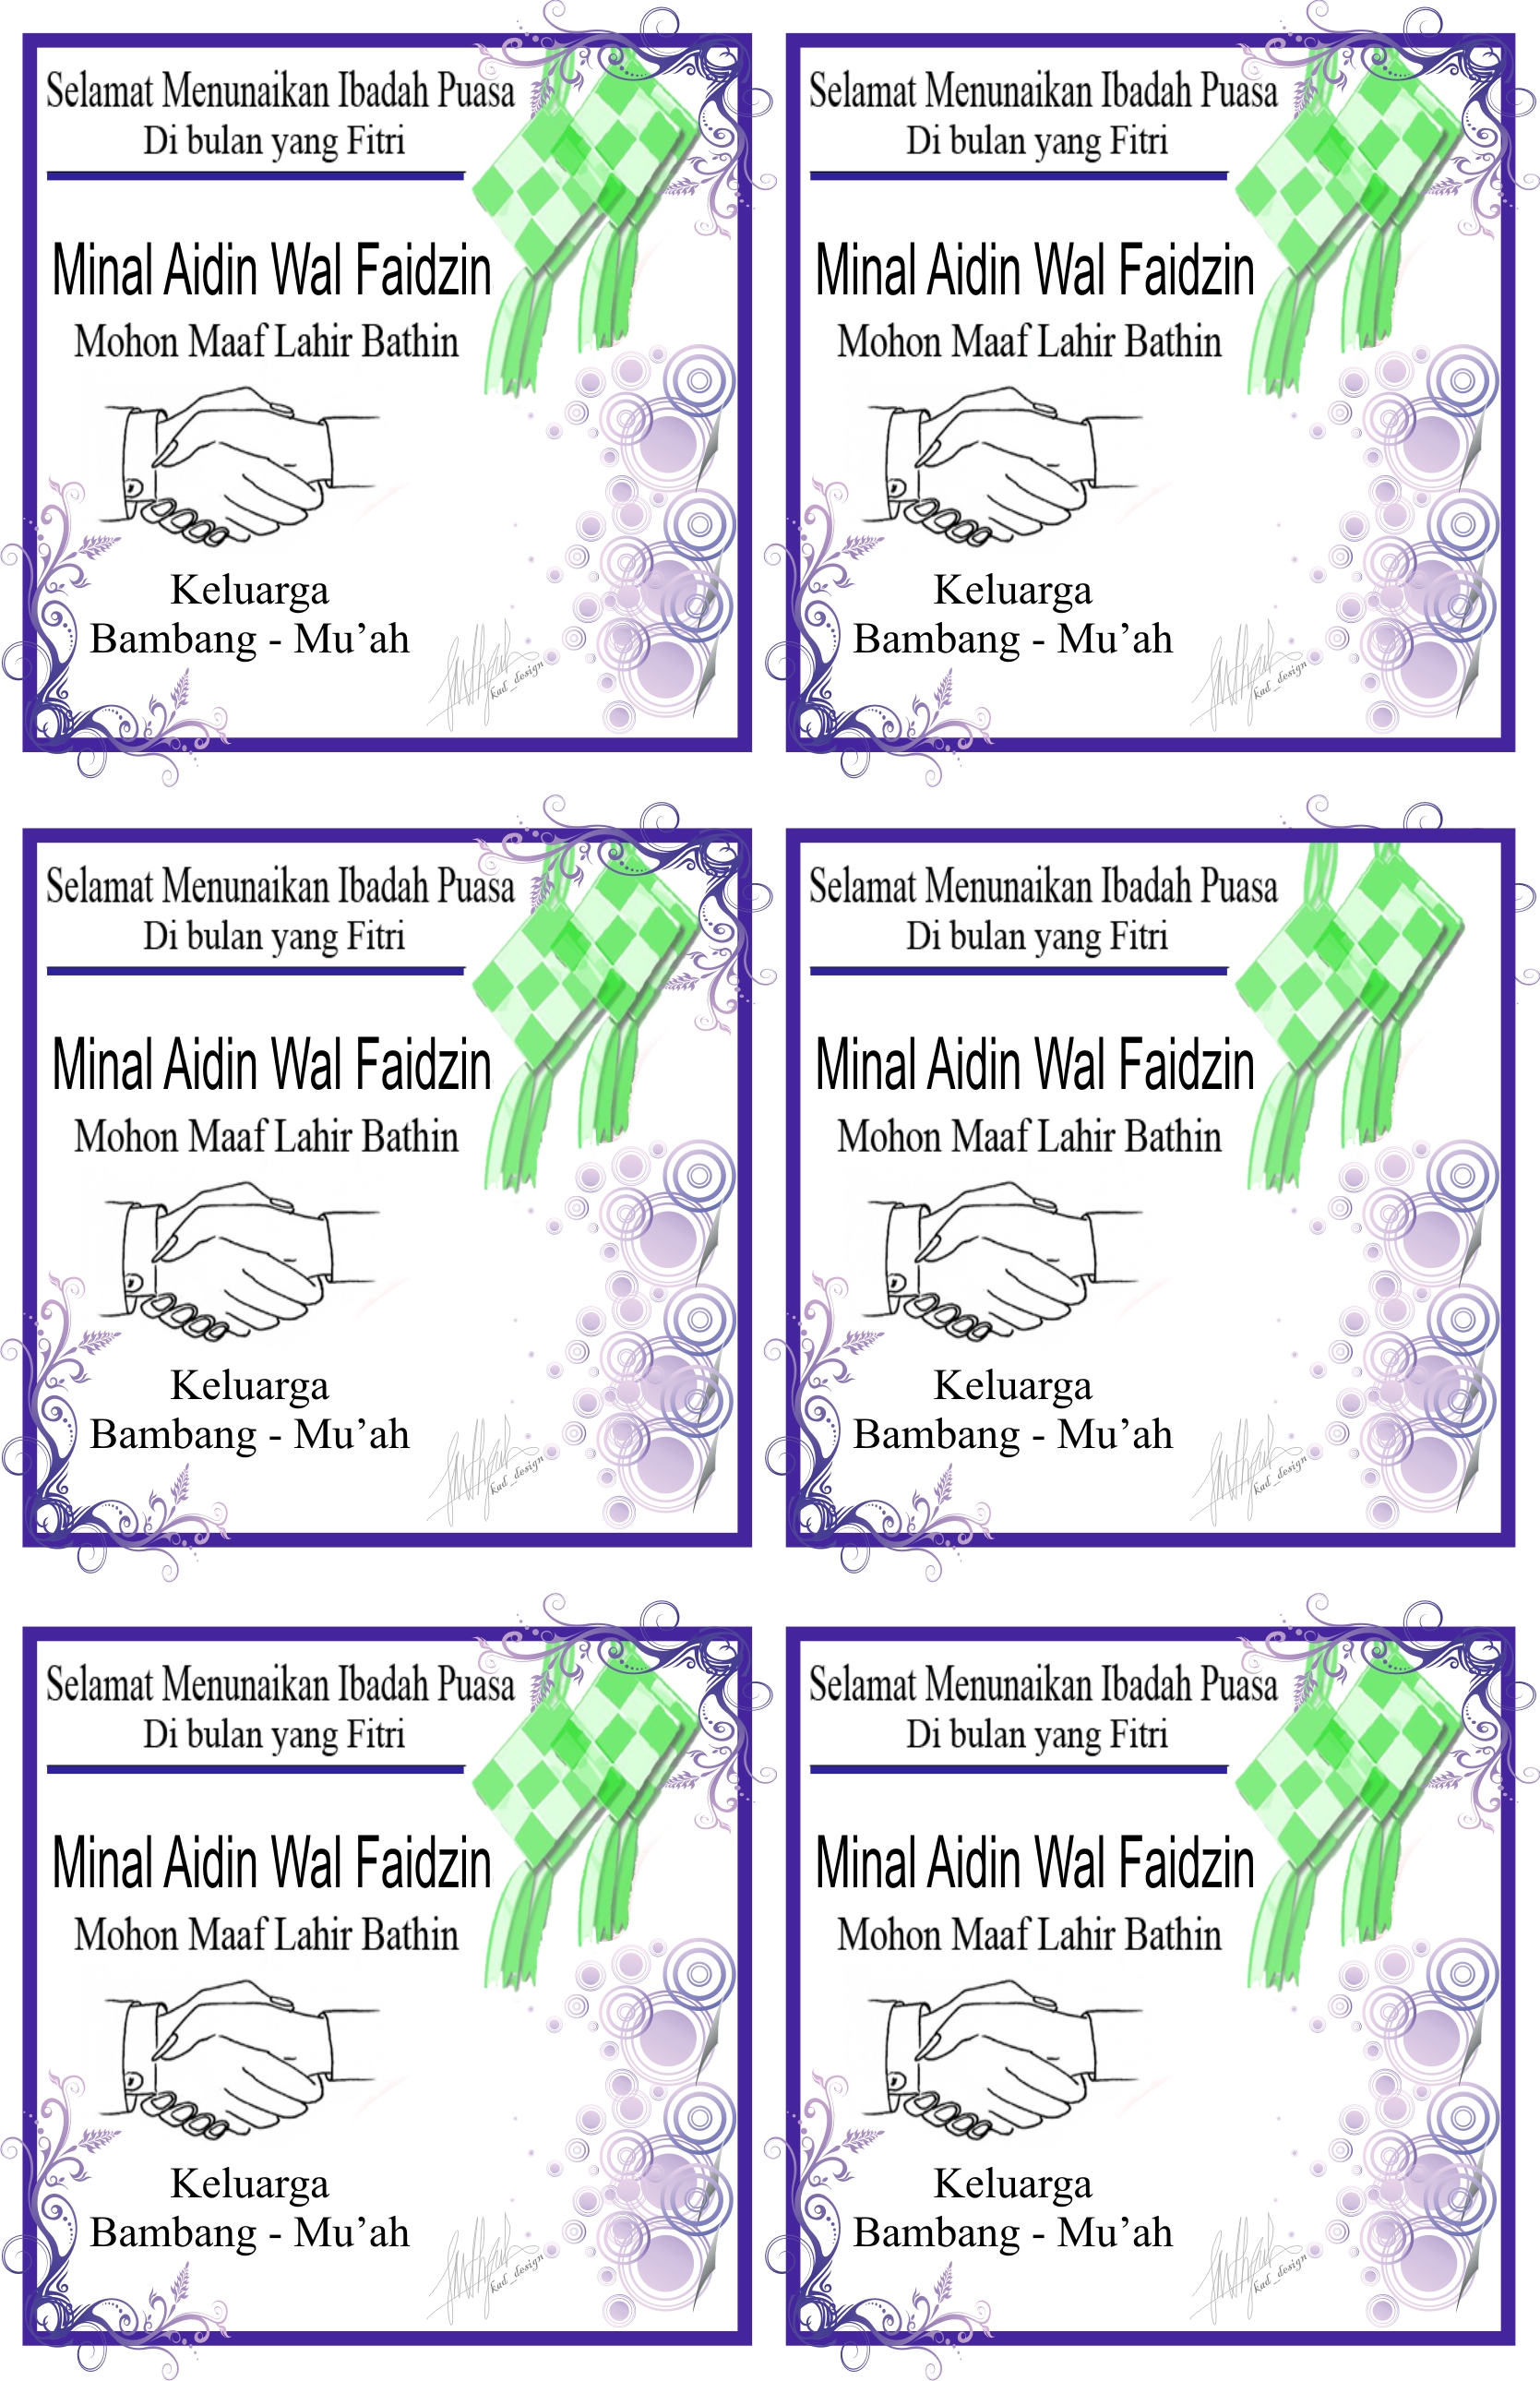 Selamat Menunaikan Ibadah Puasa
Di bulan yang Fitri
Minal Aidin Wal Faidzin
Mohon Maaf Lahir Bathin
Keluarga
Bambang - Mu’ah
kad_design
Selamat Menunaikan Ibadah Puasa
Di bulan yang Fitri
Minal Aidin Wal Faidzin
Mohon Maaf Lahir Bathin
Keluarga
Bambang - Mu’ah
kad_design
Selamat Menunaikan Ibadah Puasa
Di bulan yang Fitri
Minal Aidin Wal Faidzin
Mohon Maaf Lahir Bathin
Keluarga
Bambang - Mu’ah
kad_design
Selamat Menunaikan Ibadah Puasa
Di bulan yang Fitri
Minal Aidin Wal Faidzin
Mohon Maaf Lahir Bathin
Keluarga
Bambang - Mu’ah
kad_design
Selamat Menunaikan Ibadah Puasa
Di bulan yang Fitri
Minal Aidin Wal Faidzin
Mohon Maaf Lahir Bathin
Keluarga
Bambang - Mu’ah
kad_design
Selamat Menunaikan Ibadah Puasa
Di bulan yang Fitri
Minal Aidin Wal Faidzin
Mohon Maaf Lahir Bathin
Keluarga
Bambang - Mu’ah
kad_design